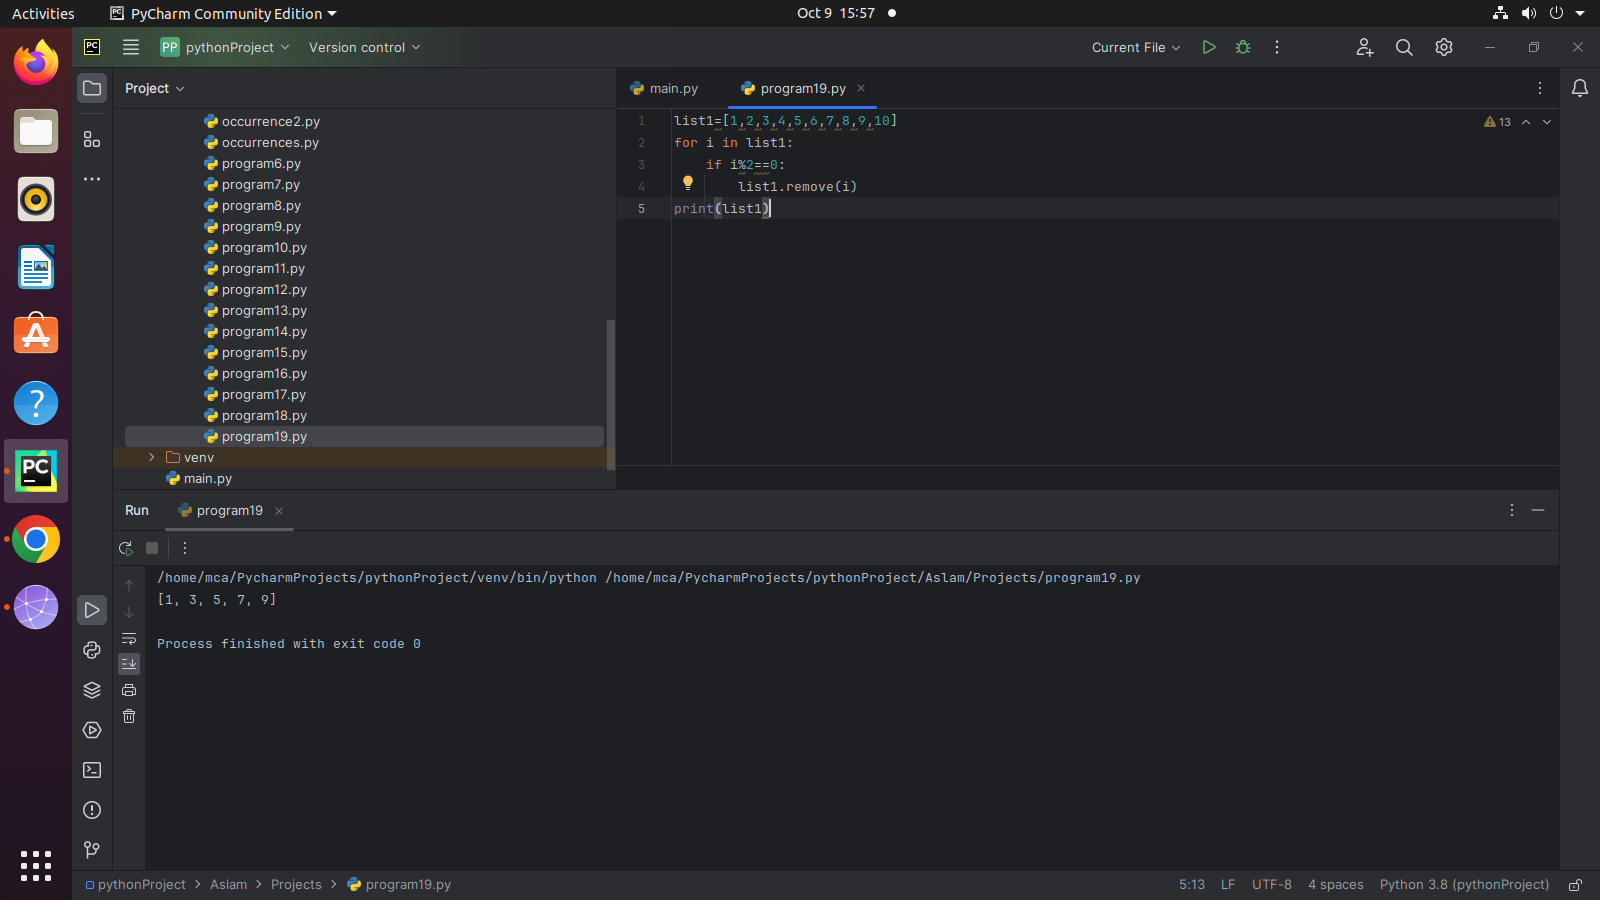 Activities
PC PyCharm Community Edition
Oct 9 15:57
PC
PP pythonProject
Version control
Current File
Project
occurrence2.py
occurrences.py
program6.py
program7.py
program8.py
program9.py
program10.py
program11.py
program12.py
program13.py
program14.py
program15.py
program16.py
program17.py
program18.py
program19.py
venv
main.py
main.py
program19.py
13
1 list1=[1,2,3,4,5,6,7,8,9,10]
2 for i in list1:
3 if i%2==0:
4 list1.remove(i)
5 print(list1)
PC
Run
program19
/home/mca/PycharmProjects/pythonProject/venv/bin/python /home/mca/PycharmProjects/pythonProject/Aslam/Projects/program19.py
[1, 3, 5, 7, 9]
Process finished with exit code 0
pythonProject > Aslam > Projects > program19.py
5:13 LF UTF-8 4 spaces Python 3.8 (pythonProject)